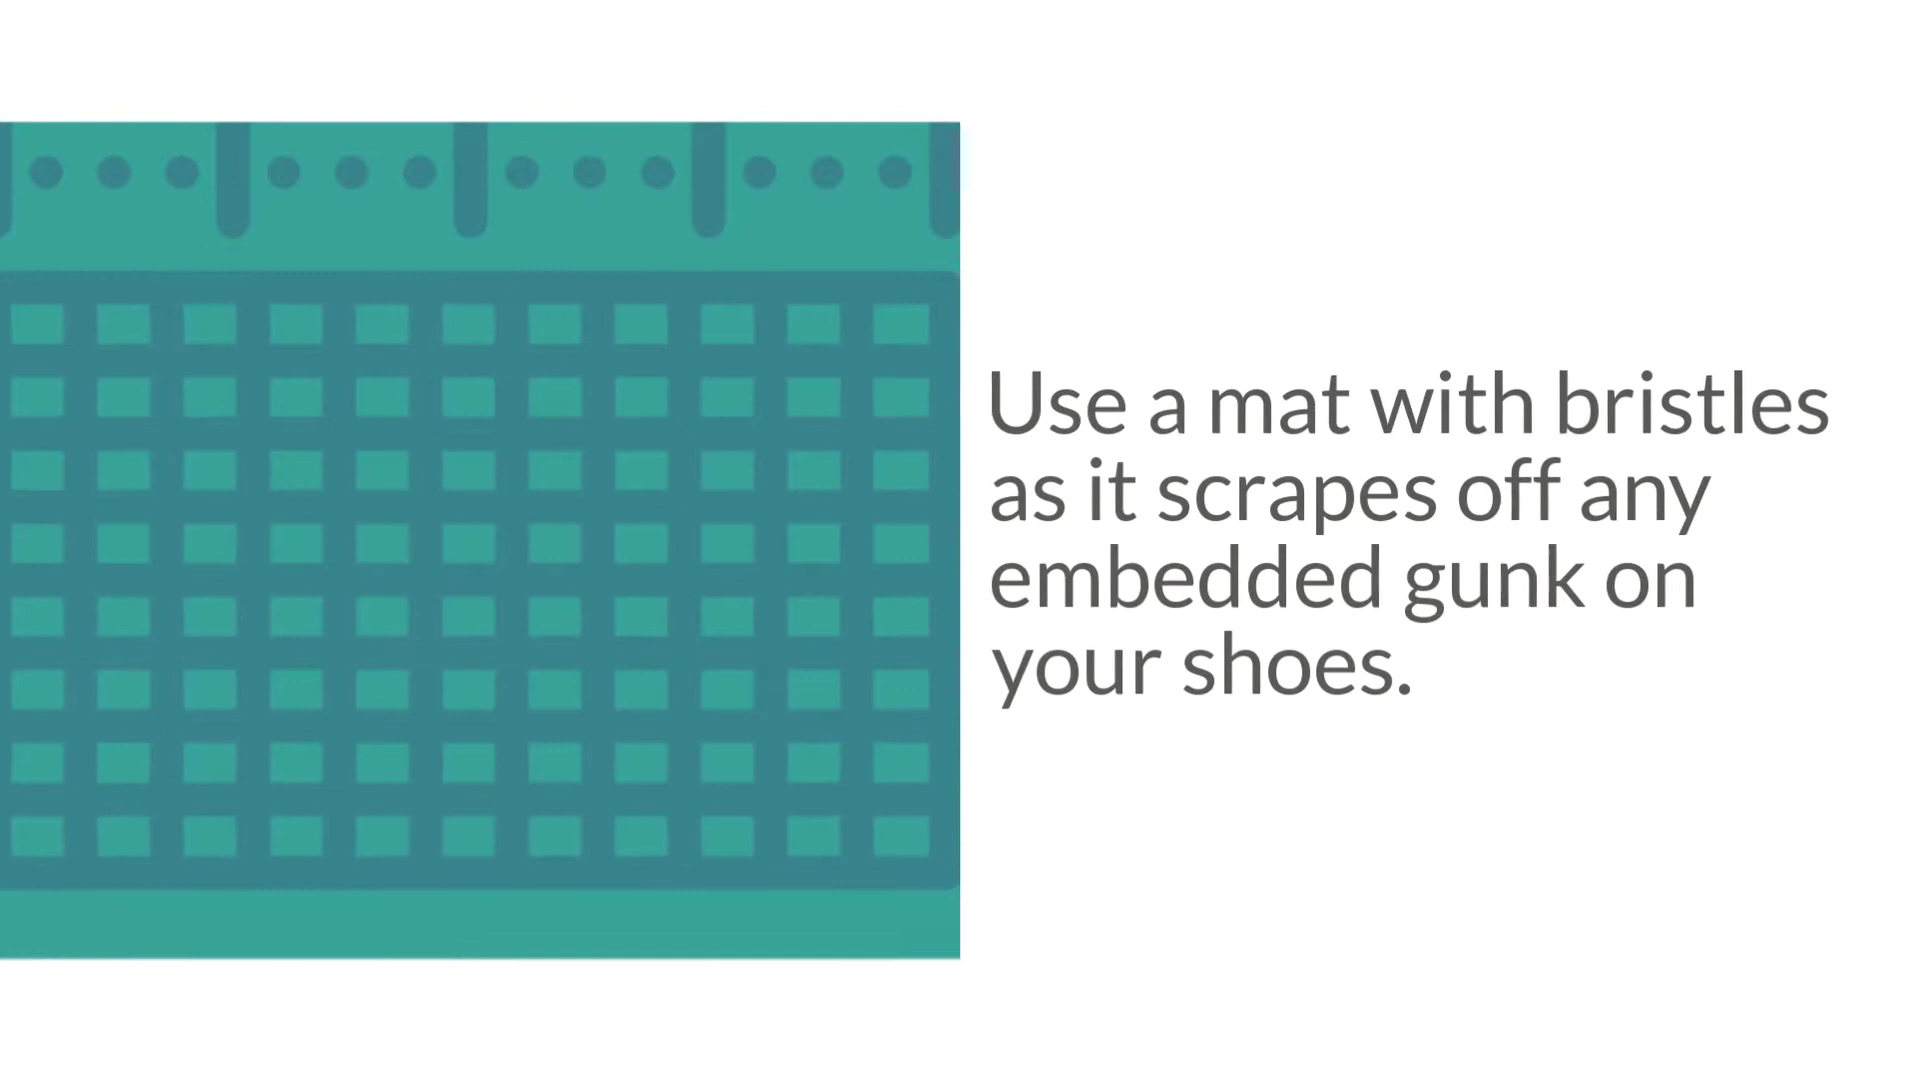 Use a mat with bristles
as it scrapes off any
embedded gunk on
your shoes.